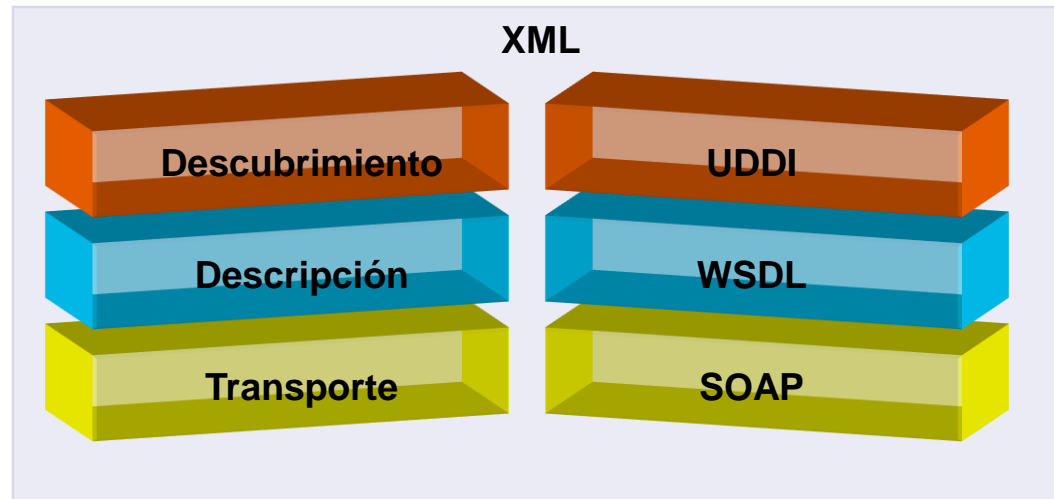 XML
Descubrimiento
UDDI
Descripción
WSDL
Transporte
SOAP